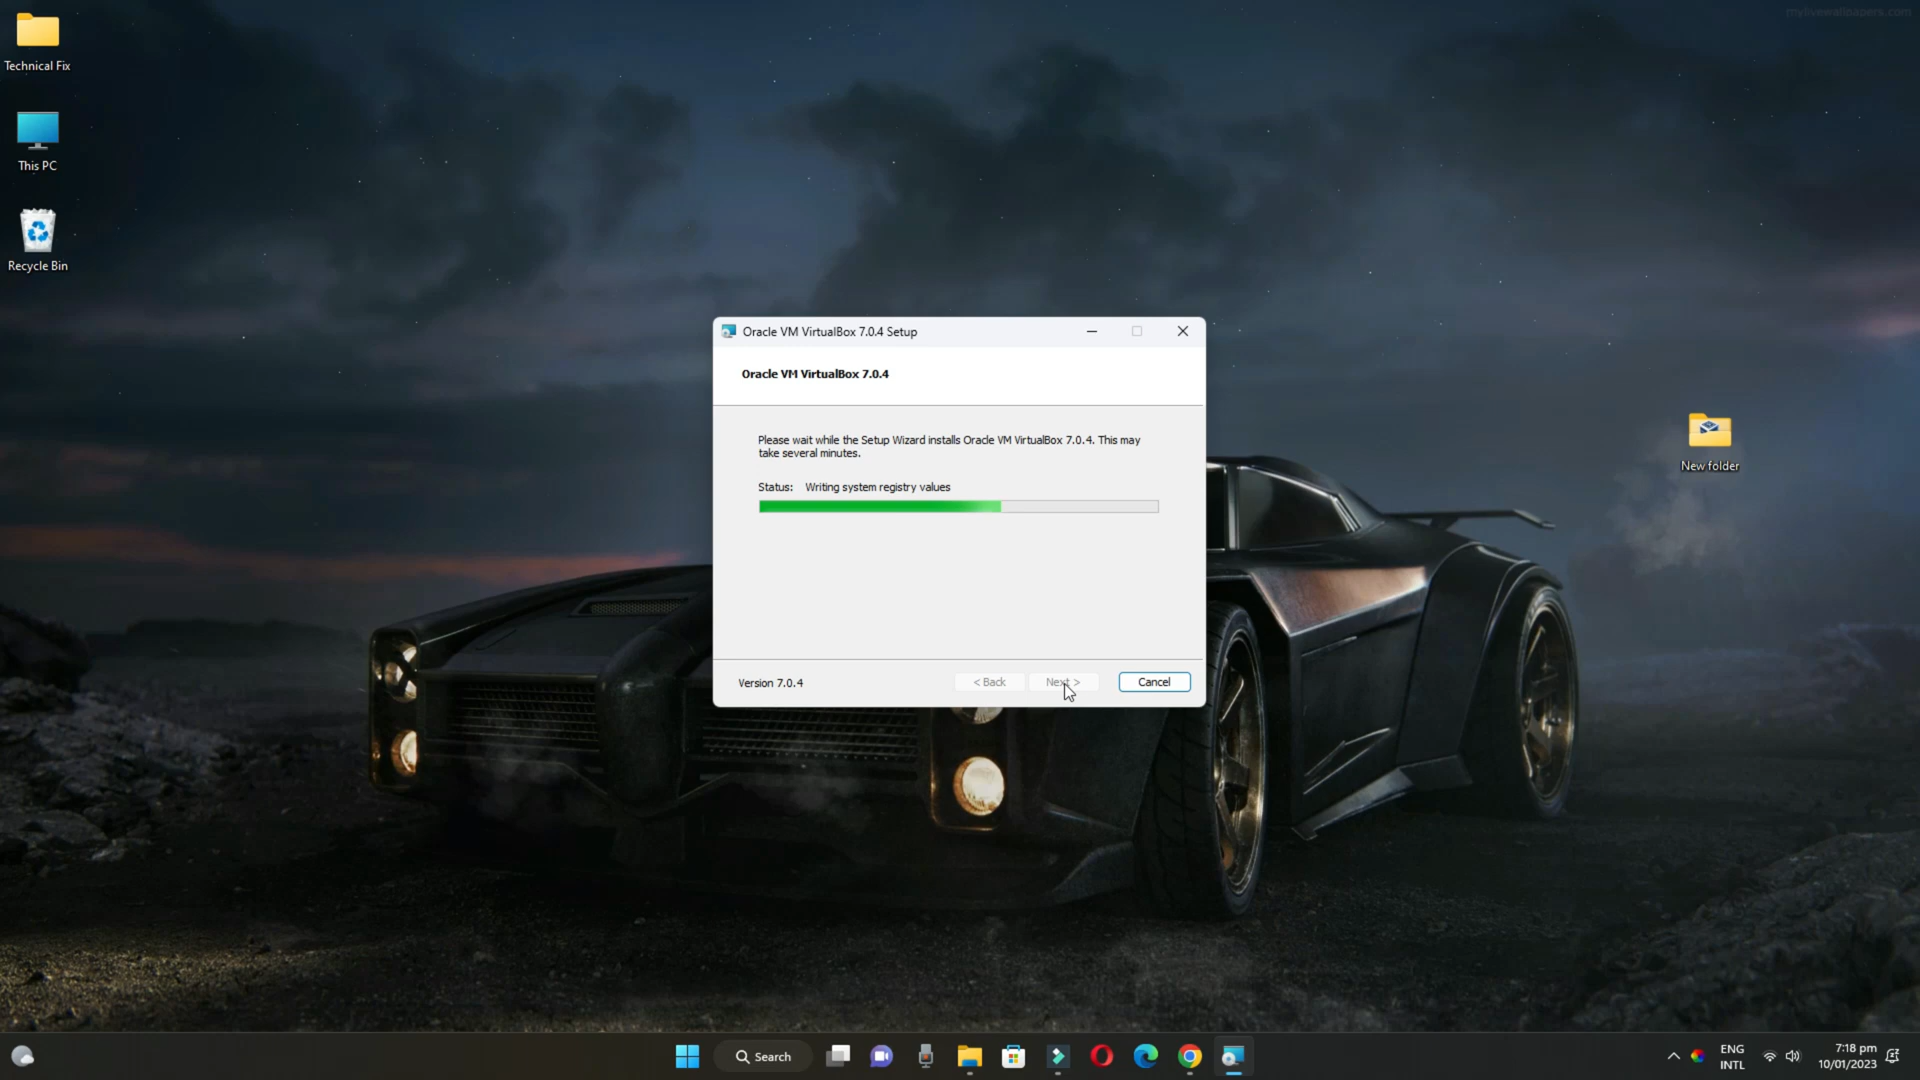 mylivewallpapers.com
Technical Fix
This PC
Recycle Bin
Oracle VM VirtualBox 7.0.4 Setup
Oracle VM VirtualBox 7.0.4
Please wait while the Setup Wizard installs Oracle VM VirtualBox 7.0.4. This may
take several minutes.
Status: Writing system registry values
Version 7.0.4
< Back
Next >
Cancel
New folder
Search
ENG
INTL
7:18 pm
10/01/2023